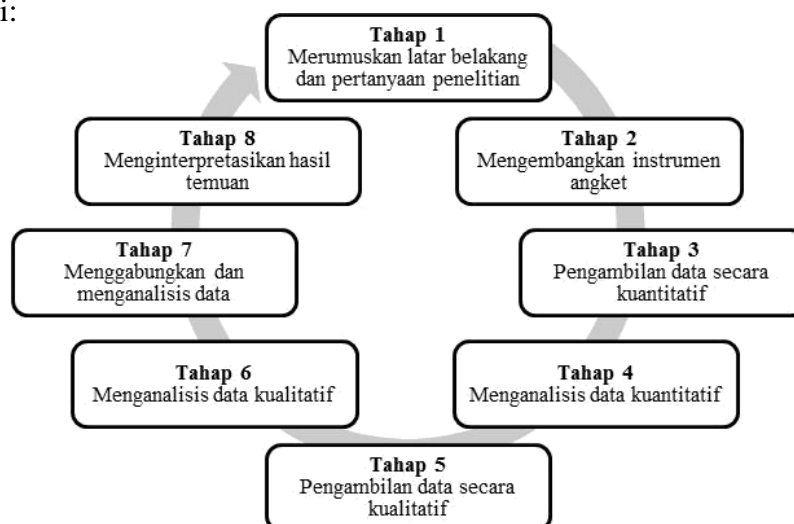 i:
Tahap 1
Merumuskan latar belakang
dan pertanyaan penelitian
Tahap 2
Mengembangkan instrumen
angket
Tahap 3
Pengambilan data secara
kuantitatif
Tahap 4
Menganalisis data kuantitatif
Tahap 5
Pengambilan data secara
kualitatif
Tahap 6
Menganalisis data kualitatif
Tahap 7
Menggabungkan dan
menganalisis data
Tahap 8
Menginterpretasikan hasil
temuan